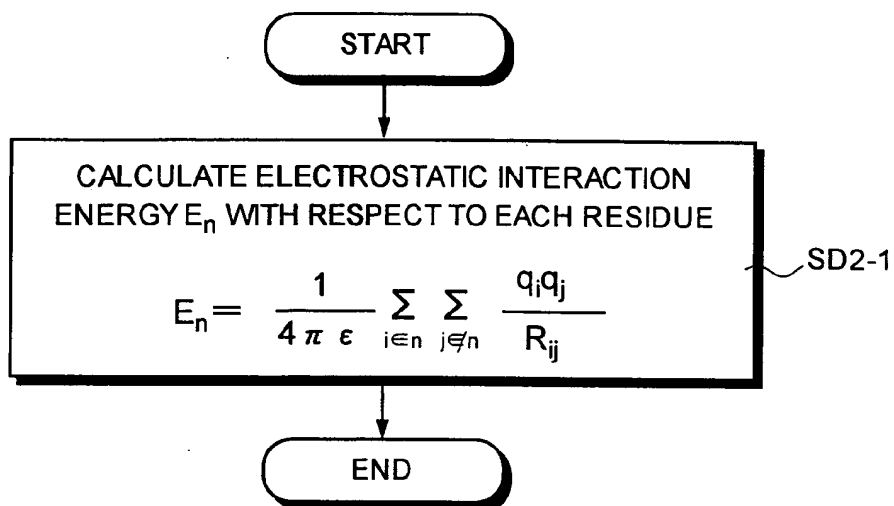 START
CALCULATE ELECTROSTATIC INTERACTION
ENERGY Eₙ WITH RESPECT TO EACH RESIDUE
Eₙ = 1/(4 π ε) Σ_{i∈n} Σ_{j∉n} qᵢqⱼ/Rᵢⱼ
SD2-1
END